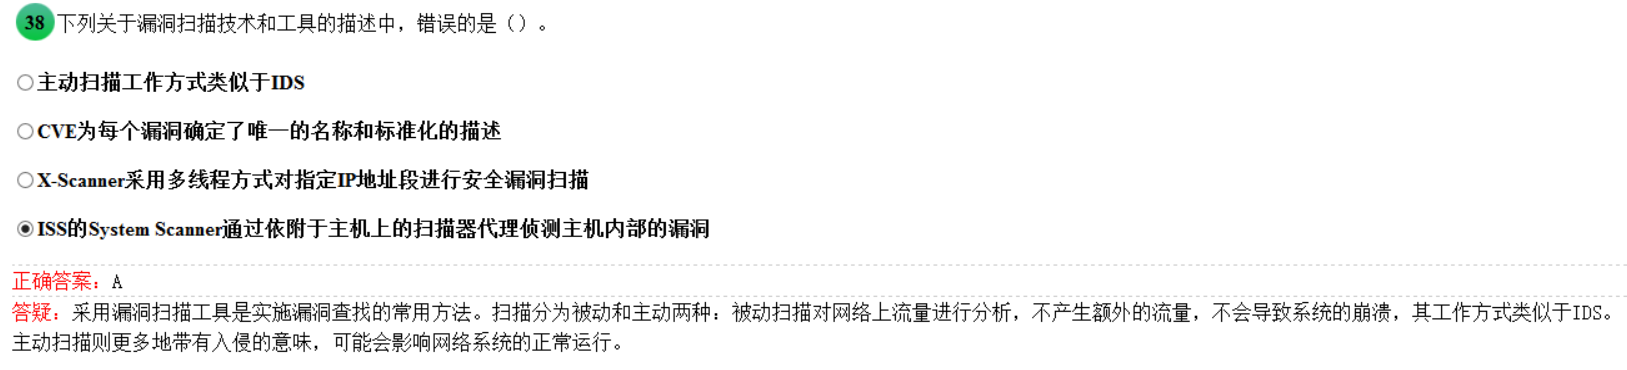 38 下列关于漏洞扫描技术和工具的描述中，错误的是（）。
主动扫描工作方式类似于IDS
CVE为每个漏洞确定了唯一的名称和标准化的描述
X-Scanner采用多线程方式对指定IP地址段进行安全漏洞扫描
ISS的System Scanner通过依附于主机上的扫描器代理侦测主机内部的漏洞
正确答案：A
答疑：采用漏洞扫描工具是实施漏洞查找的常用方法。扫描分为被动和主动两种：被动扫描对网络上流量进行分析，不产生额外的流量，不会导致系统的崩溃，其工作方式类似于IDS。
主动扫描则更多地带有入侵的意味，可能会影响网络系统的正常运行。